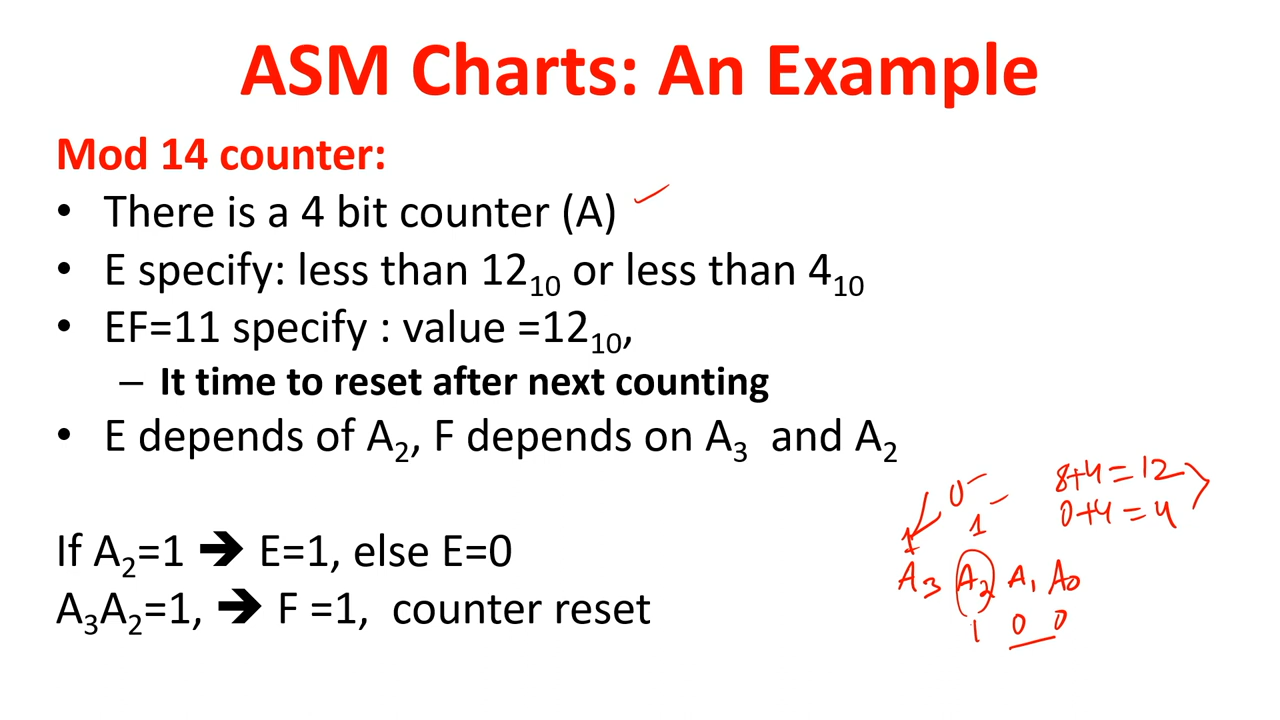 ASM Charts: An Example
Mod 14 counter:
• There is a 4 bit counter (A)
• E specify: less than 12₁₀ or less than 4₁₀
• EF=11 specify : value =12₁₀,
– It time to reset after next counting
• E depends of A₂, F depends on A₃ and A₂
If A₂=1 🡺 E=1, else E=0
A₃A₂=1, 🡺 F =1, counter reset
0
1
1
8+4=12
0+4=4
A₃ A₂ A₁ A₀
1 0 0